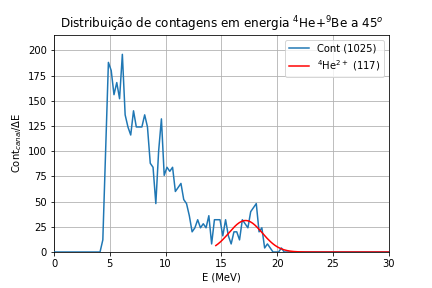 Distribuição de contagens em energia ⁴He+⁹Be a 45º
Cont (1025)
⁴He²⁺ (117)
Cont_canal/ΔE
200
175
150
125
100
75
50
25
0
0 5 10 15 20 25 30
E (MeV)